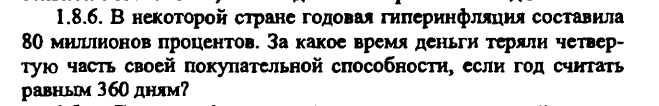 1.8.6. В некоторой стране годовая гиперинфляция составила
80 миллионов процентов. За какое время деньги теряли четвер-
тую часть своей покупательной способности, если год считать
равным 360 дням?